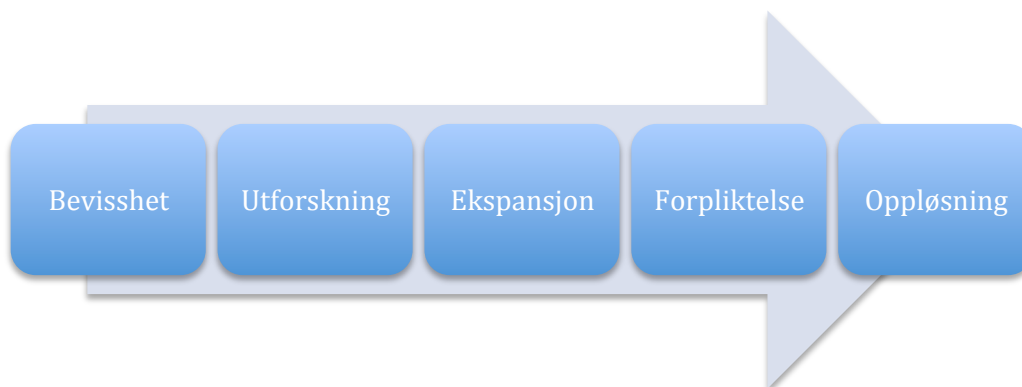 Bevisshet
Utforskning
Ekspansjon
Forpliktelse
Oppløsning